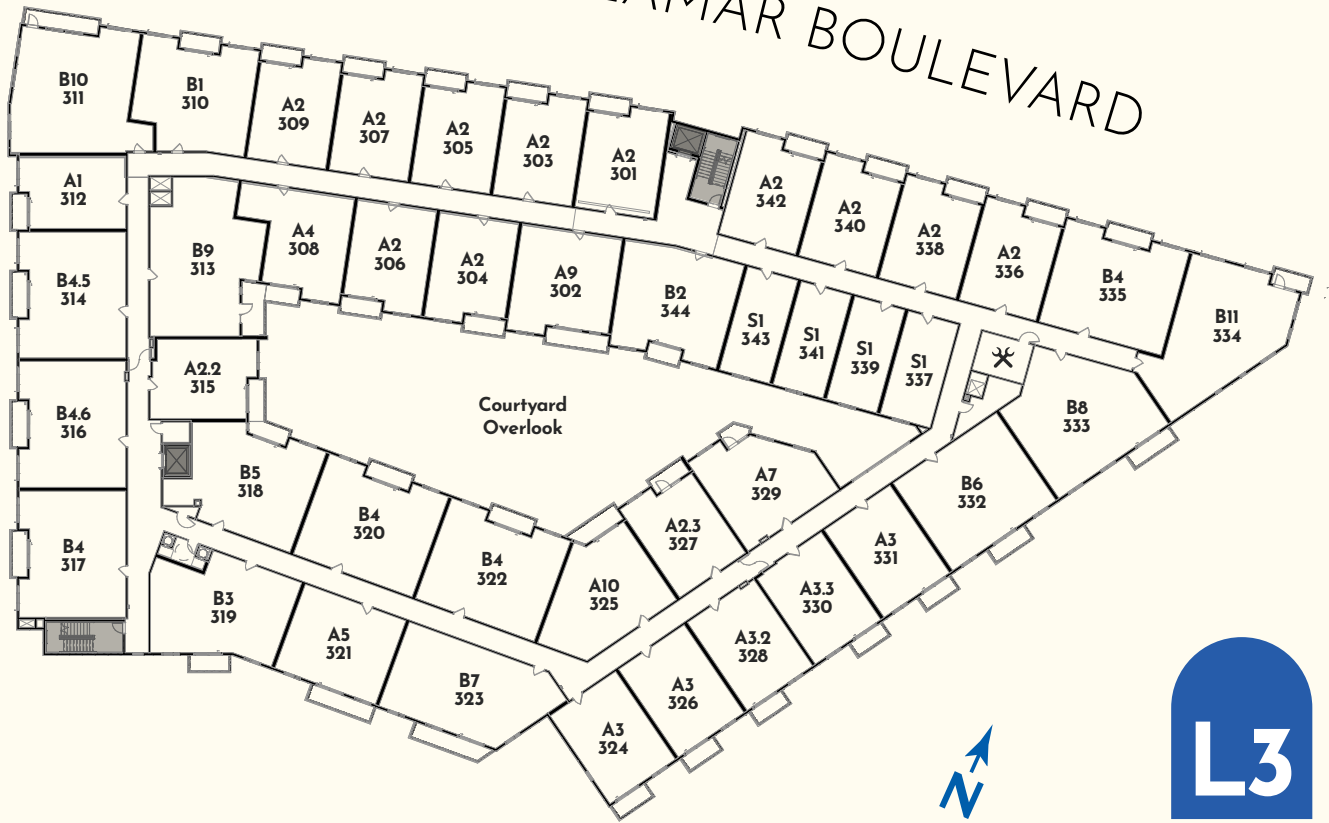 LAMAR BOULEVARD
B10
311
B1
310
A2
309
A2
307
A2
305
A2
303
A2
301
A2
342
A2
340
A2
338
A2
336
B4
335
B11
334
A1
312
B4.5
314
B4.6
316
B4
317
B9
313
A4
308
A2
306
A2
304
A9
302
B2
344
S1
343
S1
341
S1
339
S1
337
A2.2
315
Courtyard
Overlook
B8
333
B5
318
B4
320
B4
322
A10
325
A2.3
327
A7
329
B6
332
A3
331
A3.3
330
A3.2
328
A3
326
A3
324
B3
319
A5
321
B7
323
N
L3